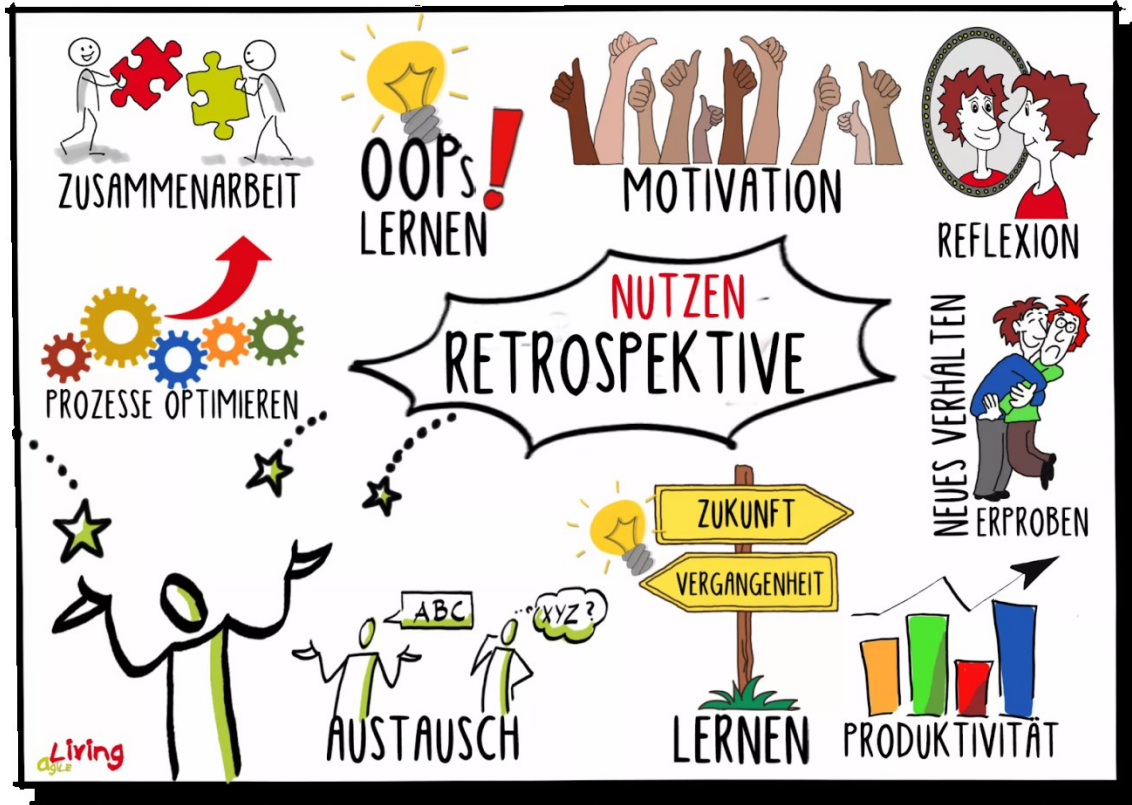 ZUSAMMENARBEIT
OOPs!
LERNEN
MOTIVATION
REFLEXION
PROZESSE OPTIMIEREN
NUTZEN
RETROSPEKTIVE
NEUES VERHALTEN
ERPROBEN
ZUKUNFT
VERGANGENHEIT
ABC
XYZ?
AUSTAUSCH
LERNEN
PRODUKTIVITÄT
Living
agile